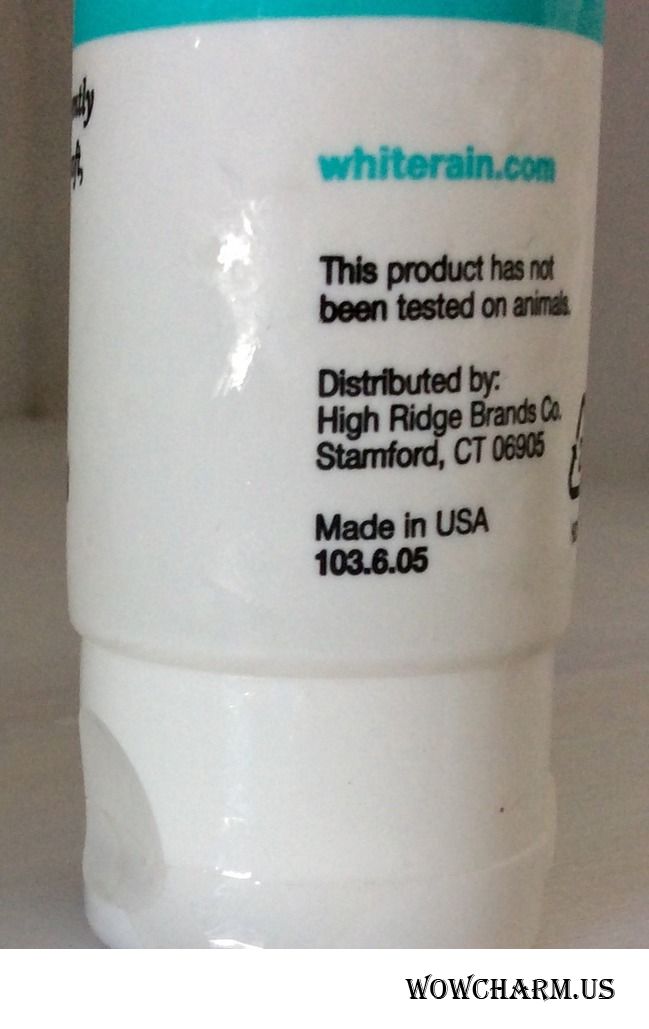 whiterain.com
This product has not
been tested on animals.
Distributed by:
High Ridge Brands Co.
Stamford, CT 06905
Made in USA
103.6.05
WOWCHARM.US